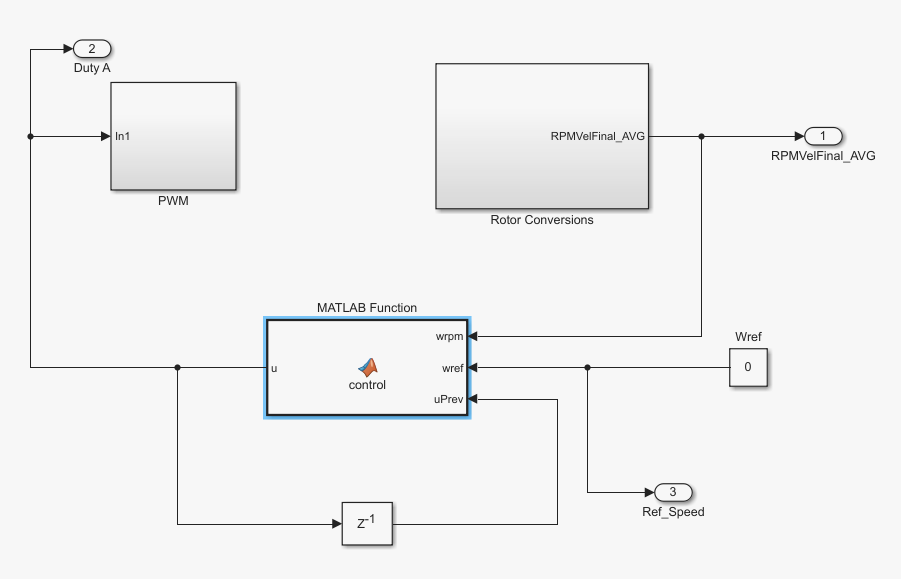 2
Duty A
In1
PWM
RPMVelFinal_AVG
Rotor Conversions
1
RPMVelFinal_AVG
MATLAB Function
wrpm
wref
uPrev
u
control
Wref
0
3
Ref_Speed
Z-1